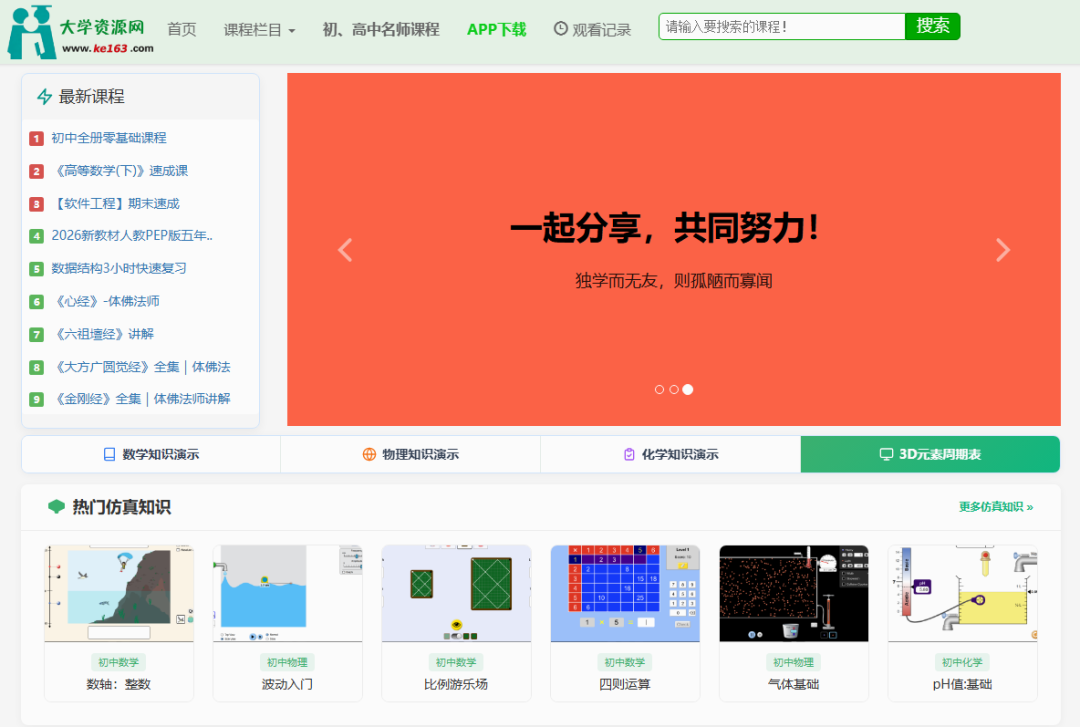 大学资源网
www.ke163.com
首页
课程栏目
初、高中名师课程
APP下载
观看记录
请输入要搜索的课程!
搜索
最新课程
1 初中全册零基础课程
2 《高等数学(下)》速成课
3 【软件工程】期末速成
4 2026新教材人教PEP版五年..
5 数据结构3小时快速复习
6 《心经》-体佛法师
7 《六祖壇经》讲解
8 《大方广圆觉经》全集 | 体佛法
9 《金刚经》全集 | 体佛法师讲解
一起分享，共同努力！
独学而无友，则孤陋而寡闻
数学知识演示
物理知识演示
化学知识演示
3D元素周期表
热门仿真知识
更多仿真知识 »
初中数学
数轴：整数
初中物理
波动入门
初中数学
比例游乐场
Level 1
× 1 2 3 4 5 6
初中数学
四则运算
初中物理
气体基础
pH
初中化学
pH值:基础